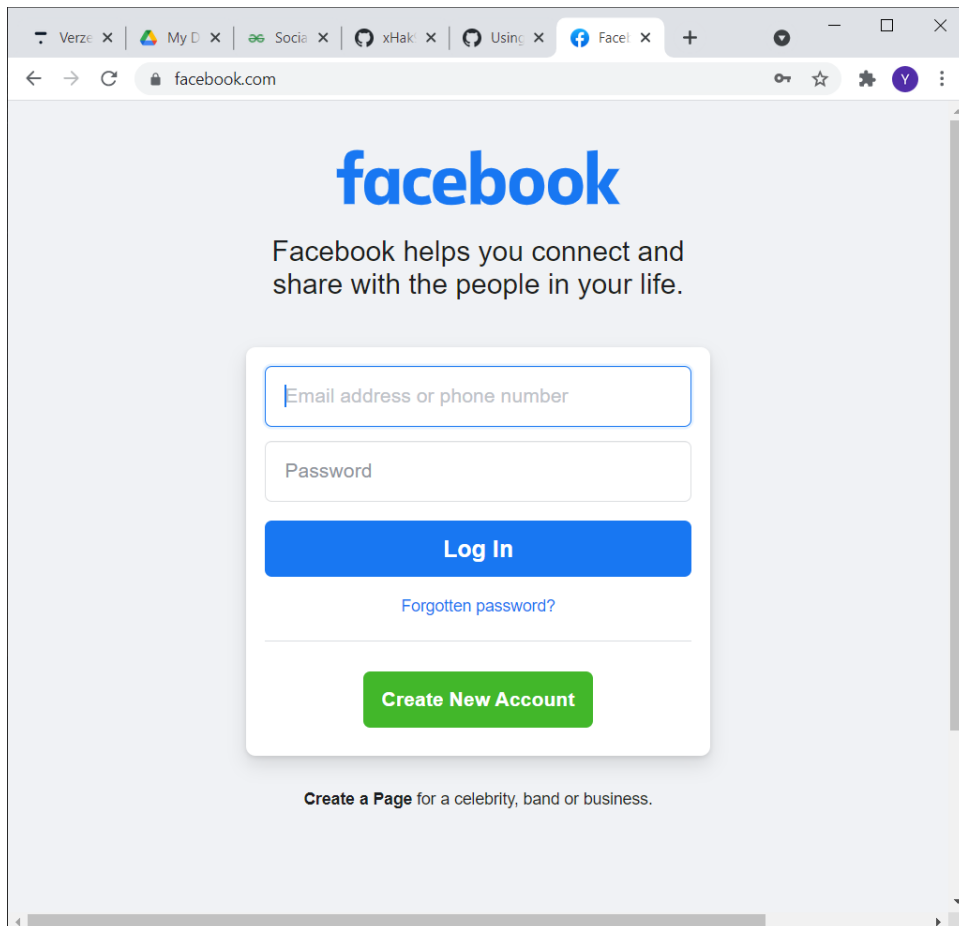 Verze
My D
Socia
xHak
Using
Facel
facebook.com
Y
facebook
Facebook helps you connect and
share with the people in your life.
Email address or phone number
Password
Log In
Forgotten password?
Create New Account
Create a Page for a celebrity, band or business.